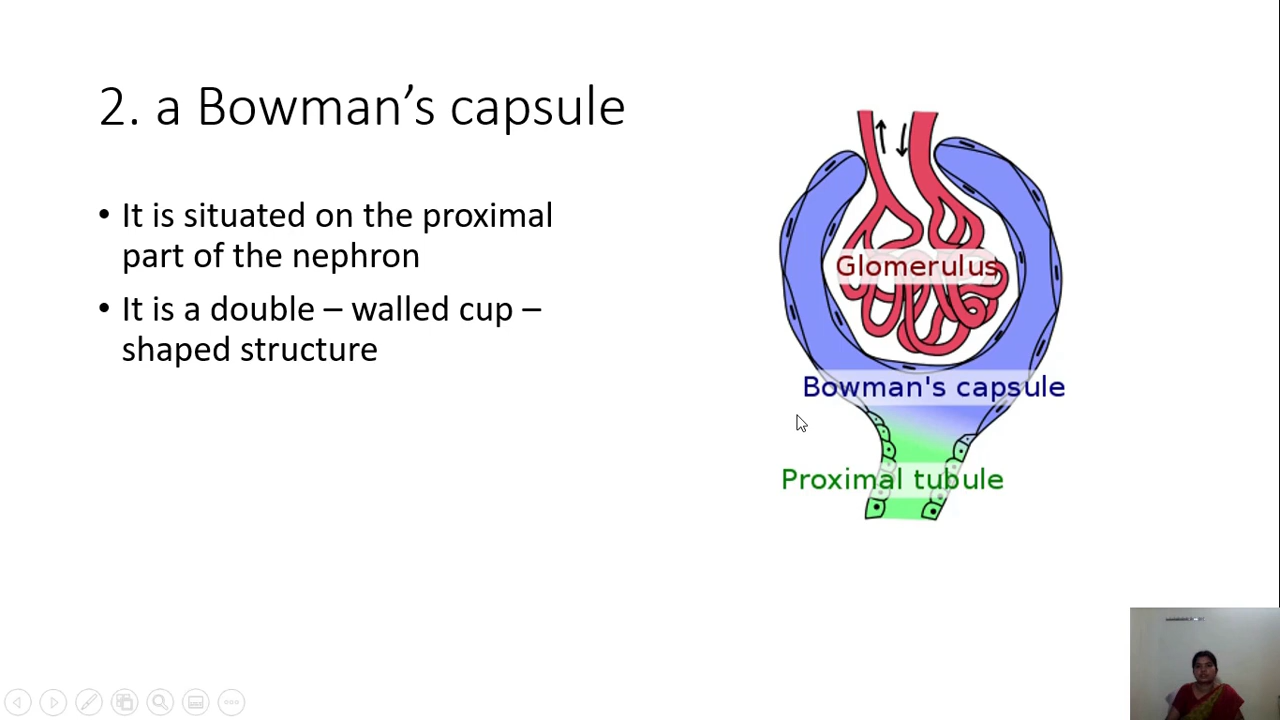 2. a Bowman’s capsule
• It is situated on the proximal
part of the nephron
• It is a double – walled cup –
shaped structure
Glomerulus
Bowman's capsule
Proximal tubule